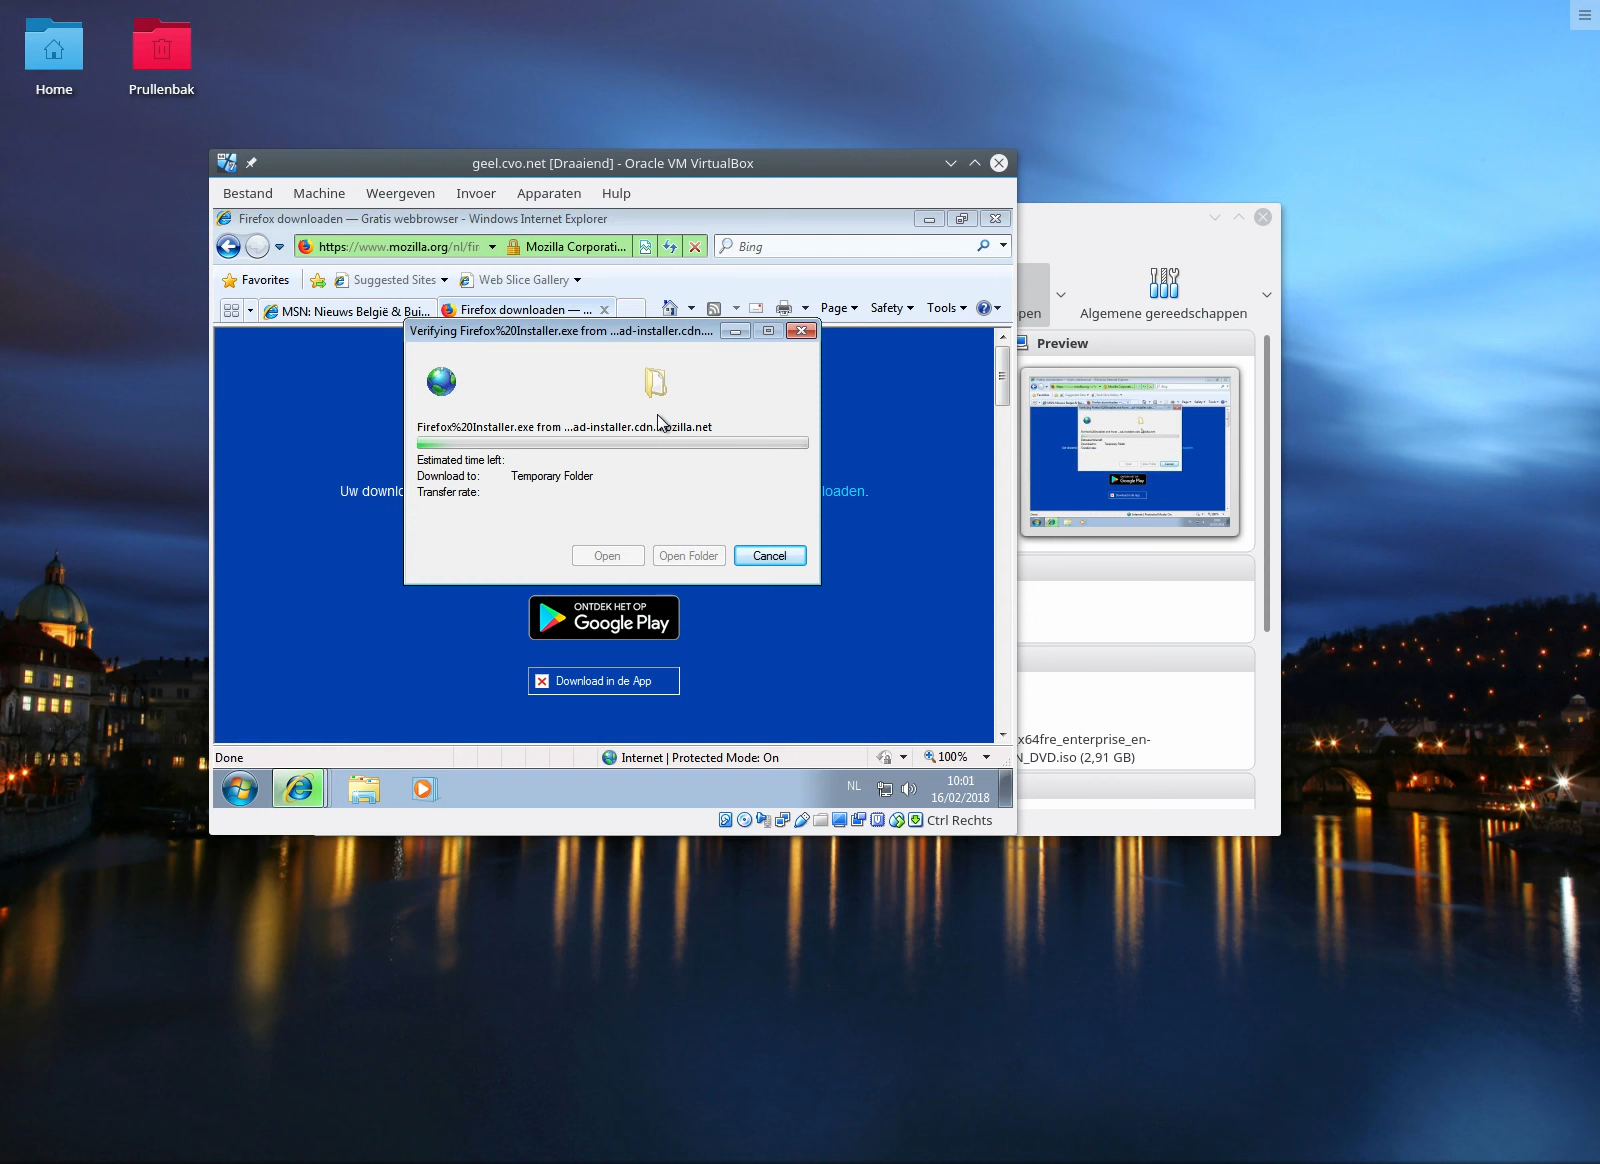 Home
Prullenbak
geel.cvo.net [Draaiend] - Oracle VM VirtualBox
Bestand Machine Weergeven Invoer Apparaten Hulp
Firefox downloaden — Gratis webbrowser - Windows Internet Explorer
https://www.mozilla.org/nl/fir Mozilla Corporati... Bing
Favorites Suggested Sites Web Slice Gallery
MSN: Nieuws België & Bui... Firefox downloaden — ... Page Safety Tools
Verifying Firefox%20Installer.exe from ...ad-installer.cdn....
Firefox%20Installer.exe from ...ad-installer.cdn.mozilla.net
Estimated time left:
Download to: Temporary Folder
Transfer rate:
Uw downlo
loaden.
Open Open Folder Cancel
ONTDEK HET OP
Google Play
Download in de App
Done Internet | Protected Mode: On 100%
NL 10:01
16/02/2018
Ctrl Rechts
pen
Algemene gereedschappen
Preview
x64fre_enterprise_en-
N_DVD.iso (2,91 GB)